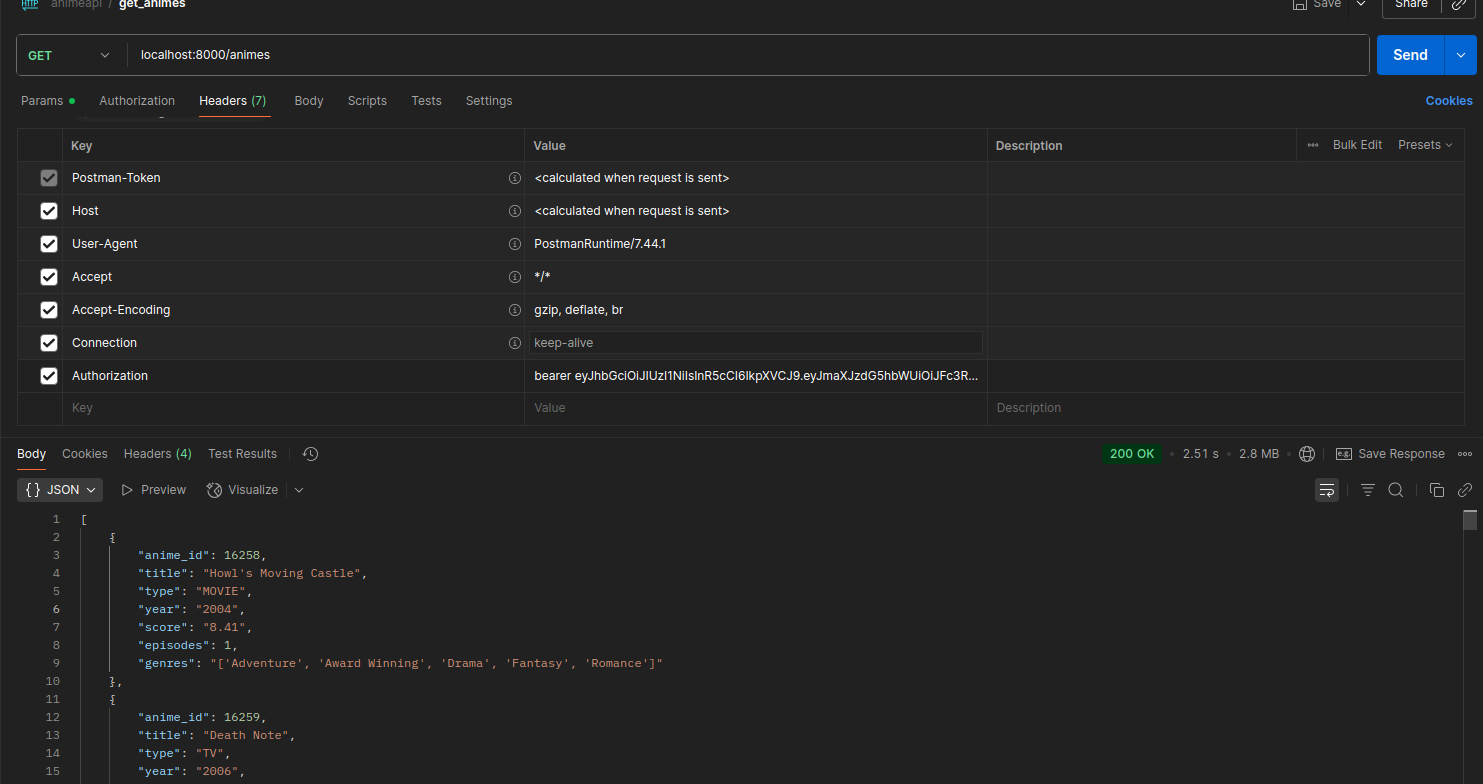 HTTP animeapi / get_animes Save Share
GET localhost:8000/animes Send
Params Authorization Headers (7) Body Scripts Tests Settings Cookies
Key Value Description Bulk Edit Presets
Postman-Token <calculated when request is sent>
Host <calculated when request is sent>
User-Agent PostmanRuntime/7.44.1
Accept */*
Accept-Encoding gzip, deflate, br
Connection keep-alive
Authorization bearer eyJhbGciOiJIUzI1NiIsInR5cCI6IkpXVCJ9.eyJmaXJzdG5hbWUiOiJFc3R...
Key Value Description
Body Cookies Headers (4) Test Results 200 OK • 2.51 s • 2.8 MB • e.g. Save Response
{} JSON Preview Visualize
1 [
2 {
3 "anime_id": 16258,
4 "title": "Howl's Moving Castle",
5 "type": "MOVIE",
6 "year": "2004",
7 "score": "8.41",
8 "episodes": 1,
9 "genres": "['Adventure', 'Award Winning', 'Drama', 'Fantasy', 'Romance']"
10 },
11 {
12 "anime_id": 16259,
13 "title": "Death Note",
14 "type": "TV",
15 "year": "2006",